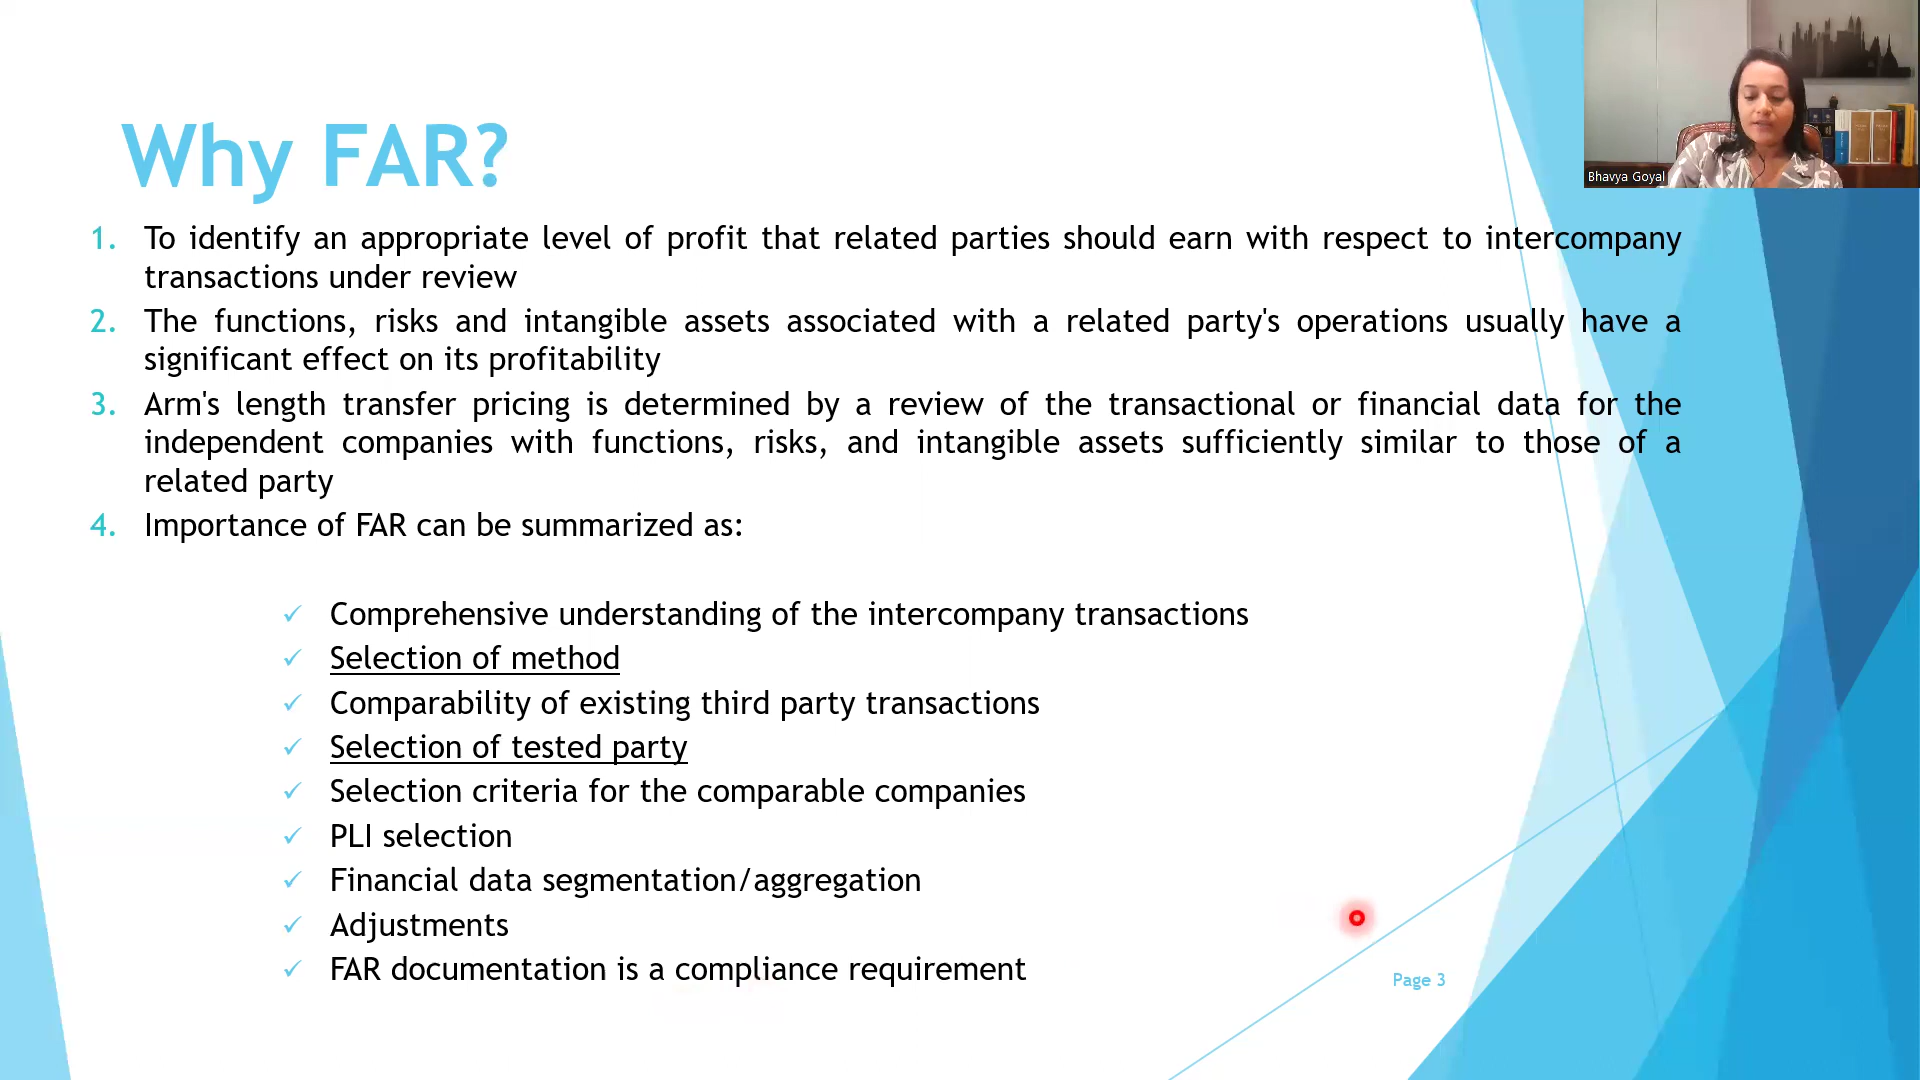 Why FAR?
Bhavya Goyal
1. To identify an appropriate level of profit that related parties should earn with respect to intercompany
transactions under review
2. The functions, risks and intangible assets associated with a related party's operations usually have a
significant effect on its profitability
3. Arm's length transfer pricing is determined by a review of the transactional or financial data for the
independent companies with functions, risks, and intangible assets sufficiently similar to those of a
related party
4. Importance of FAR can be summarized as:
✓ Comprehensive understanding of the intercompany transactions
✓ Selection of method
✓ Comparability of existing third party transactions
✓ Selection of tested party
✓ Selection criteria for the comparable companies
✓ PLI selection
✓ Financial data segmentation/aggregation
✓ Adjustments
✓ FAR documentation is a compliance requirement
Page 3